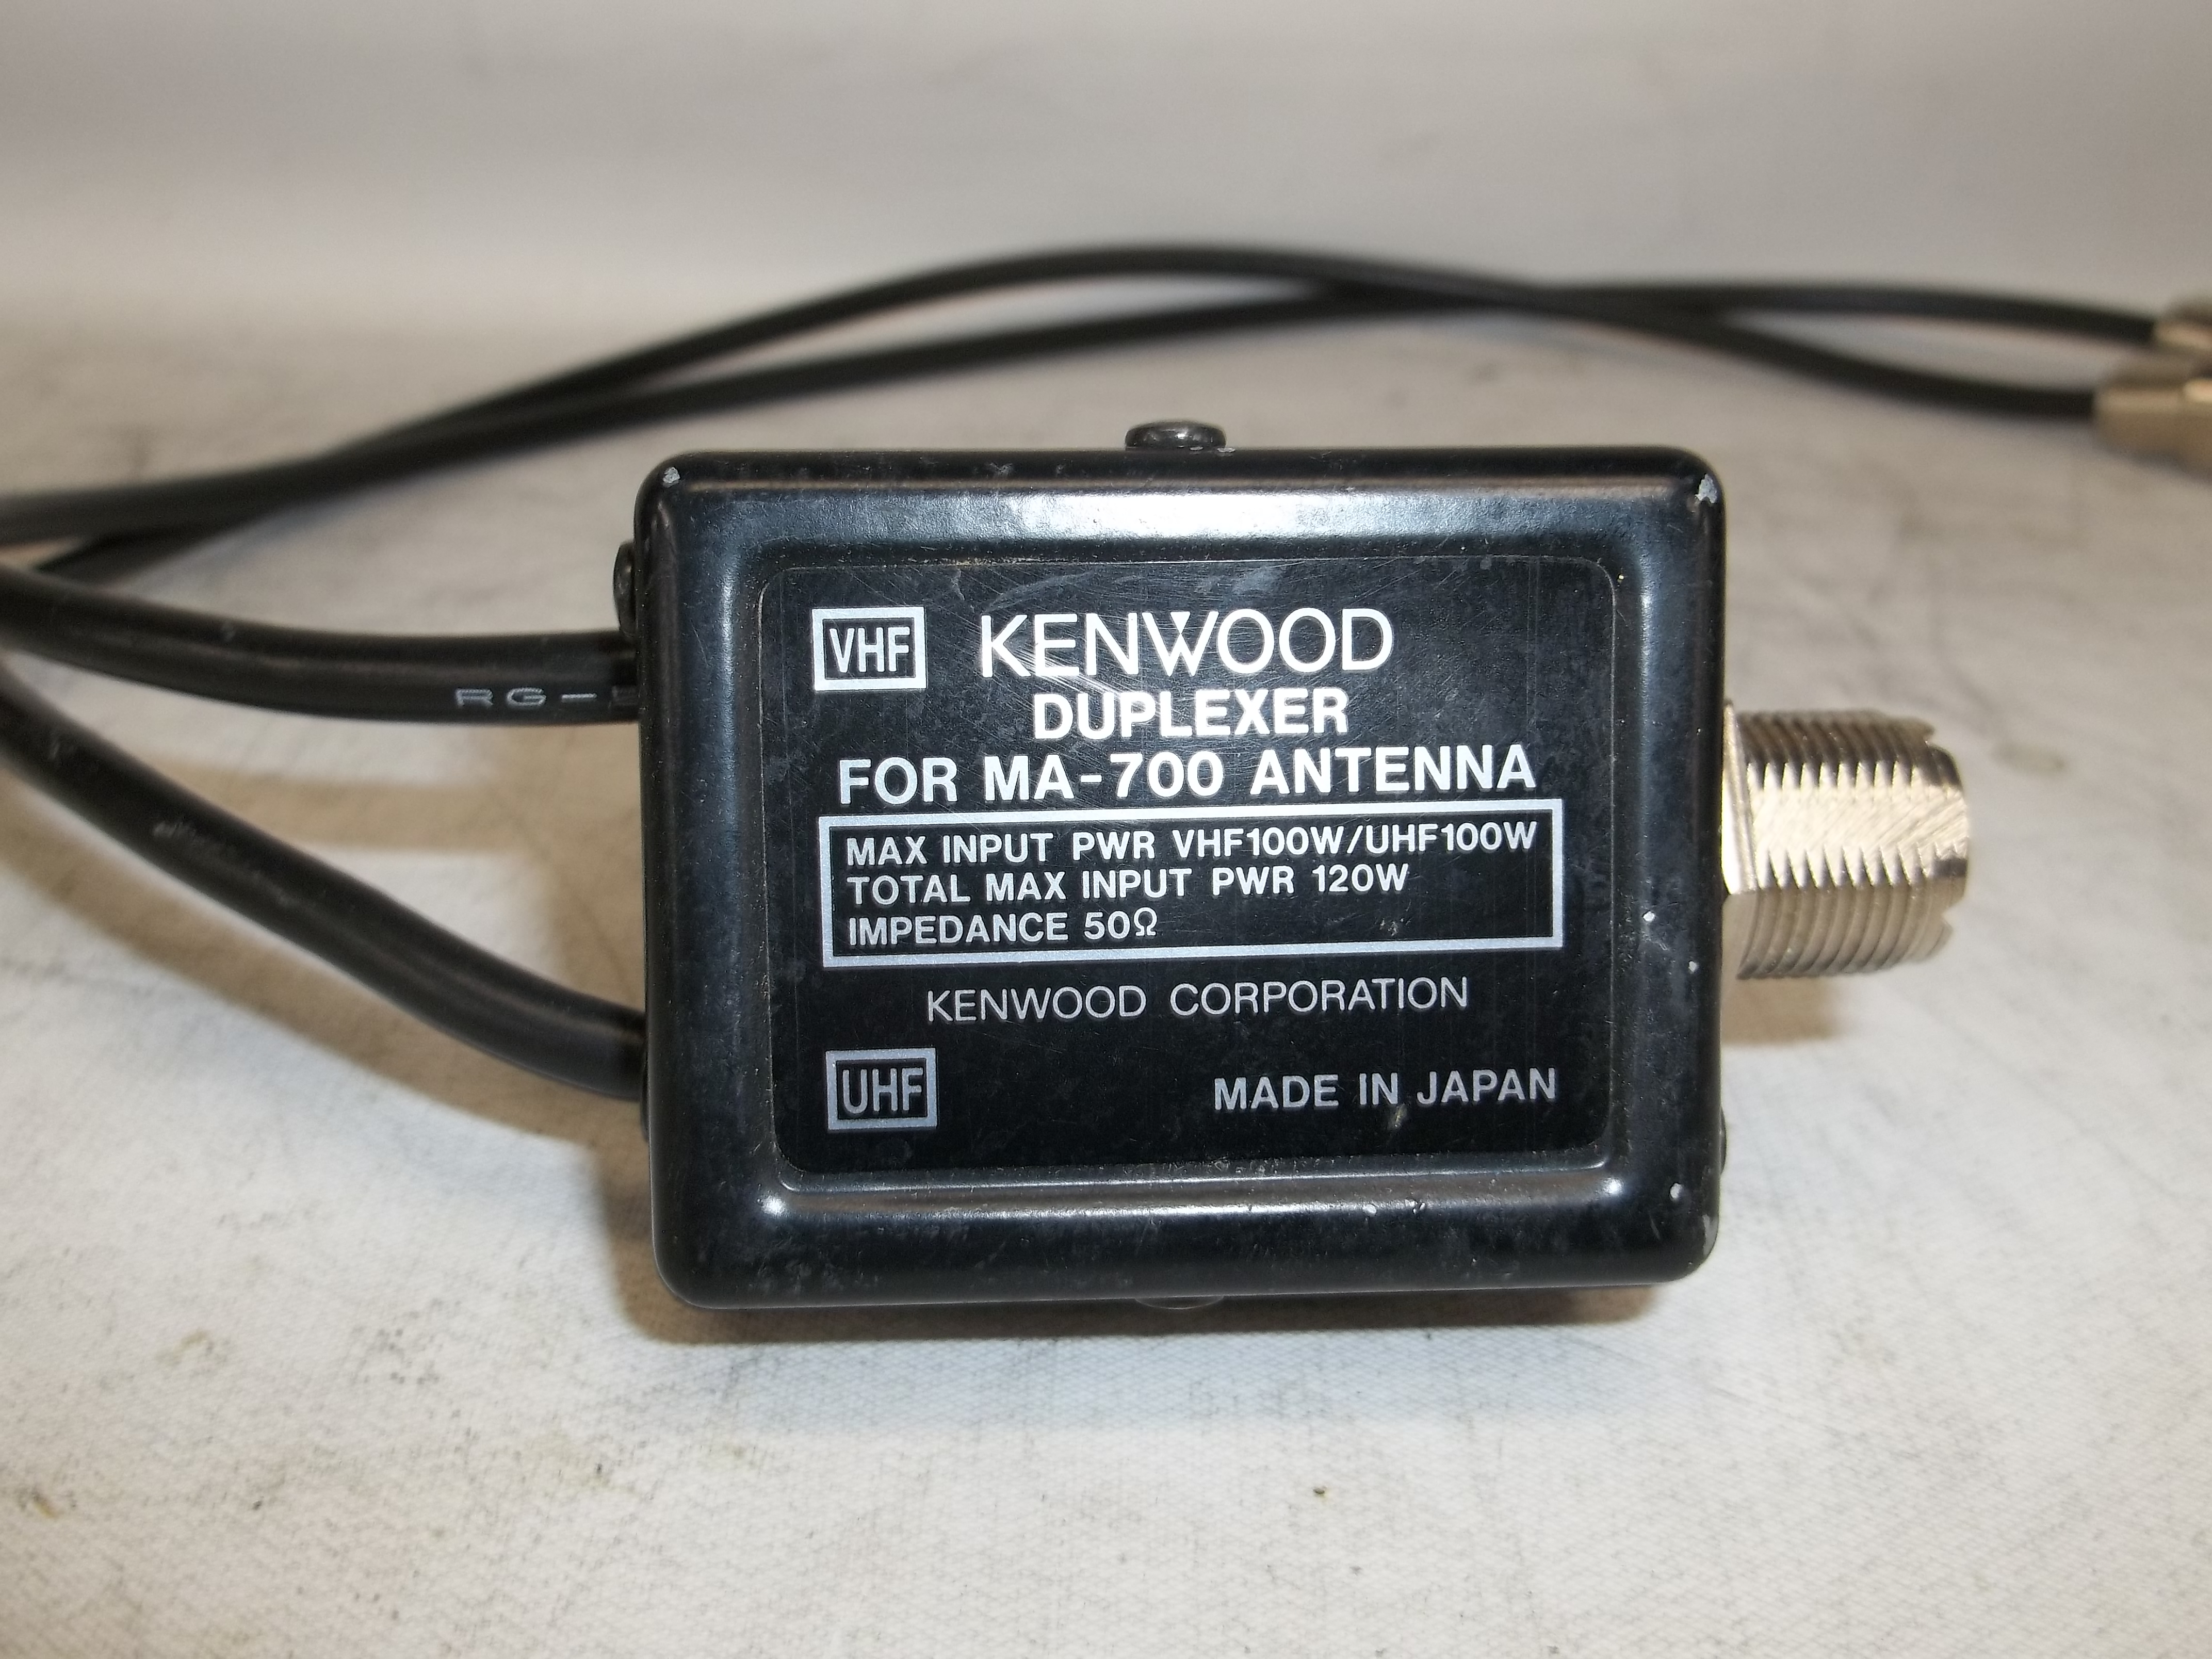 VHF KENWOOD
DUPLEXER
FOR MA-700 ANTENNA
MAX INPUT PWR VHF100W/UHF100W
TOTAL MAX INPUT PWR 120W
IMPEDANCE 50Ω
KENWOOD CORPORATION
UHF MADE IN JAPAN
RG-